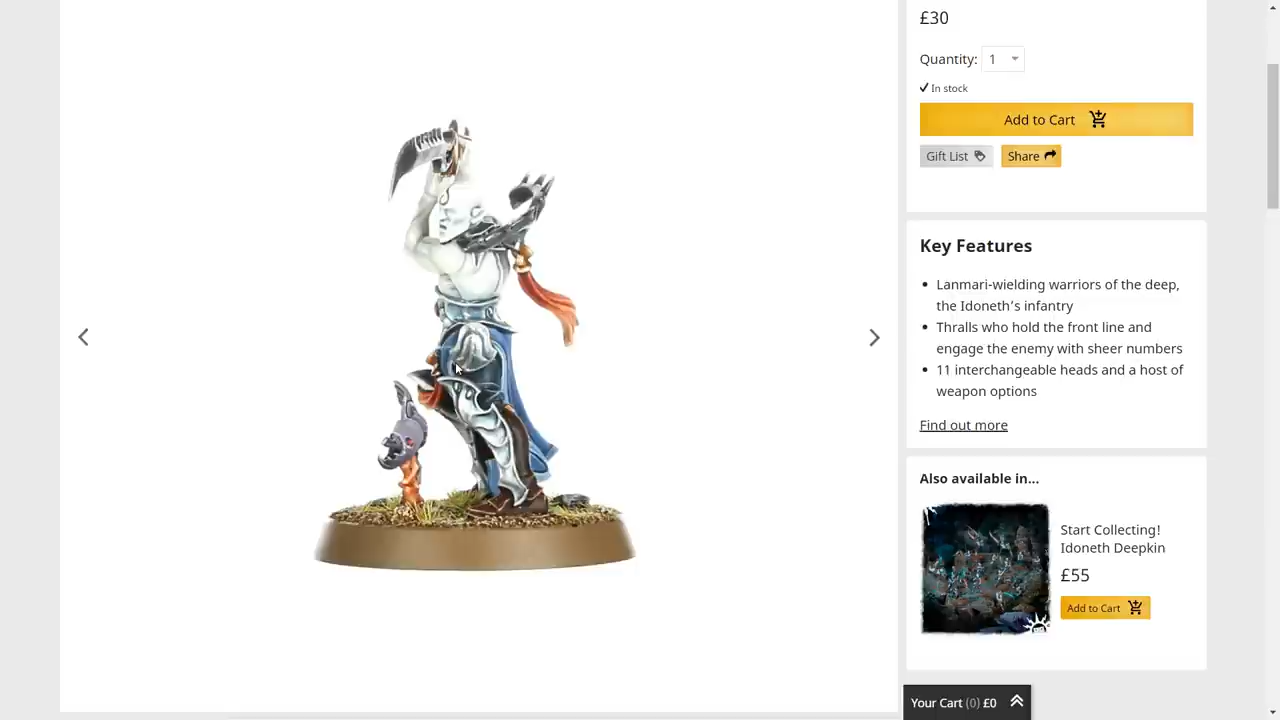 £30
Quantity: 1
In stock
Add to Cart
Gift List
Share
Key Features
Lanmari-wielding warriors of the deep,
the Idoneth’s infantry
Thralls who hold the front line and
engage the enemy with sheer numbers
11 interchangeable heads and a host of
weapon options
Find out more
Also available in...
Start Collecting!
Idoneth Deepkin
£55
Add to Cart
Your Cart (0) £0